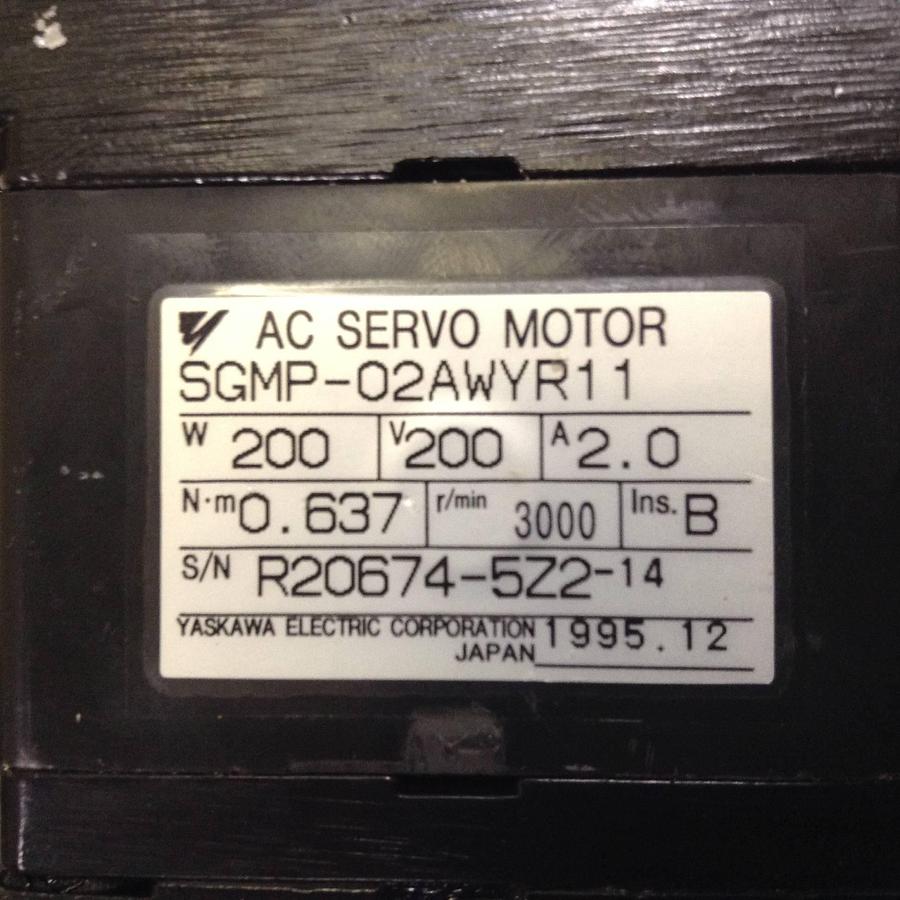 AC SERVO MOTOR
SGMP-02AWYR11
W 200 V 200 A 2.0
N·m 0.637 r/min 3000 Ins. B
S/N R20674-5Z2-14
YASKAWA ELECTRIC CORPORATION 1995.12
JAPAN